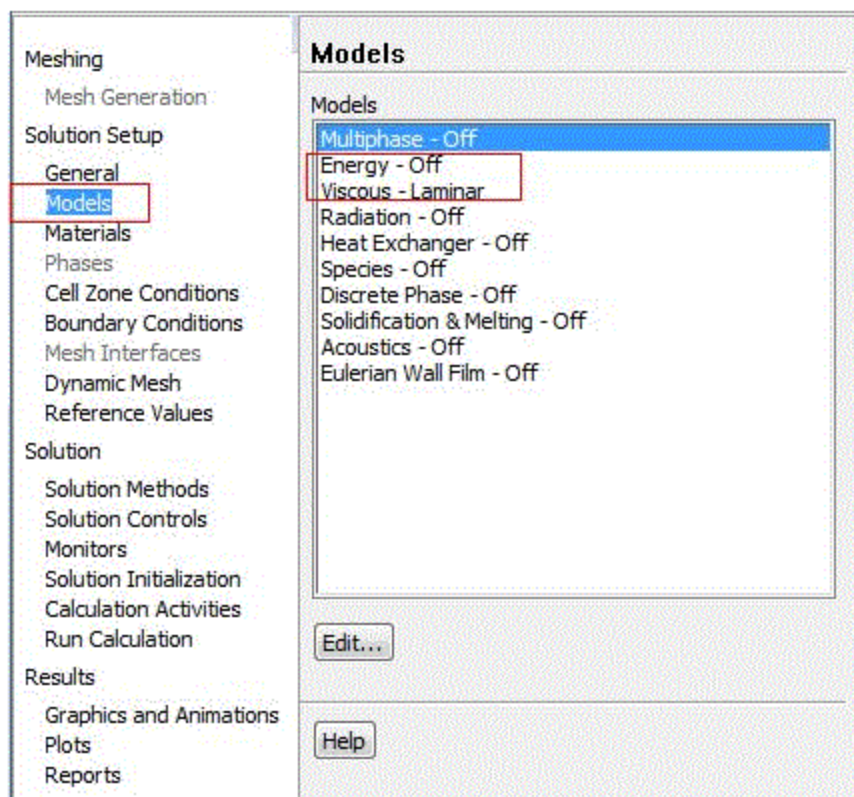 Meshing
Mesh Generation
Solution Setup
General
Models
Materials
Phases
Cell Zone Conditions
Boundary Conditions
Mesh Interfaces
Dynamic Mesh
Reference Values
Solution
Solution Methods
Solution Controls
Monitors
Solution Initialization
Calculation Activities
Run Calculation
Results
Graphics and Animations
Plots
Reports
Models
Models
Multiphase - Off
Energy - Off
Viscous - Laminar
Radiation - Off
Heat Exchanger - Off
Species - Off
Discrete Phase - Off
Solidification & Melting - Off
Acoustics - Off
Eulerian Wall Film - Off
Edit...
Help